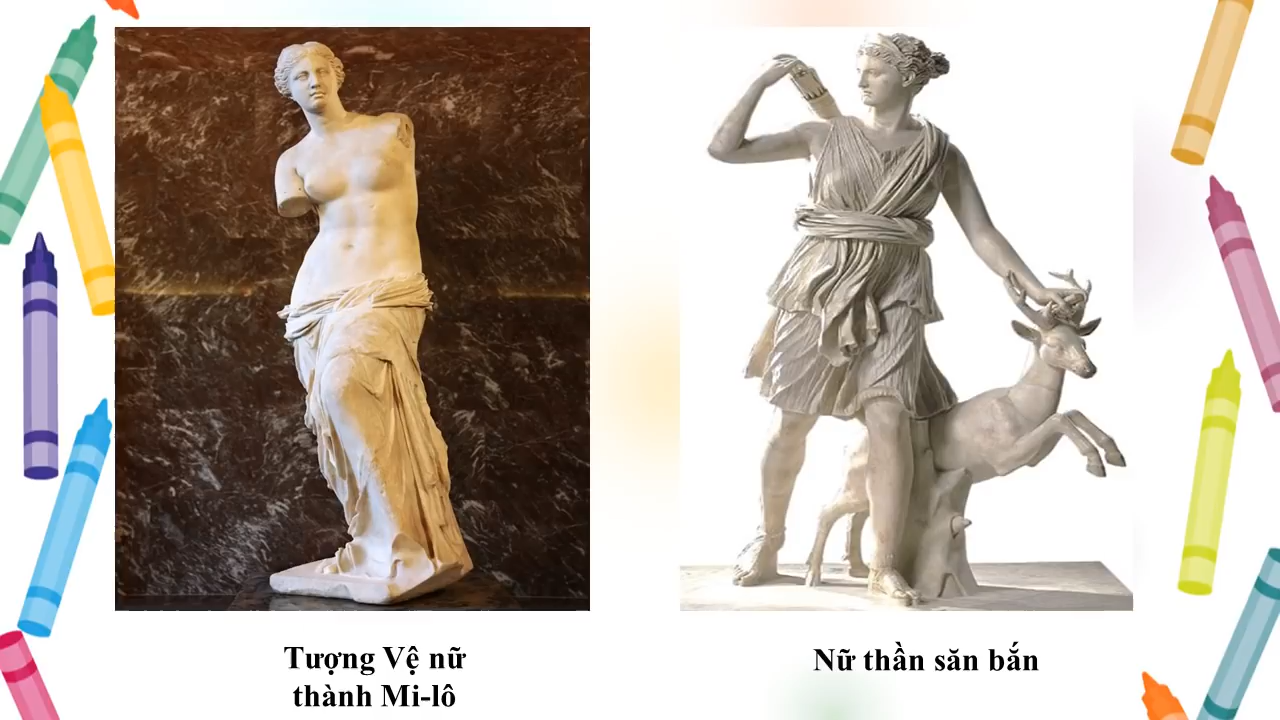 Tượng Vệ nữ
thành Mi-lô
Nữ thần săn bắn